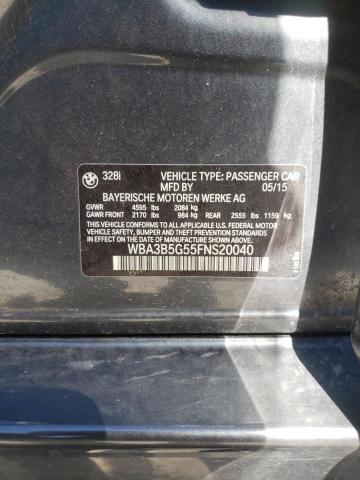 328i VEHICLE TYPE: PASSENGER CAR
MFD BY 05/15
BAYERISCHE MOTOREN WERKE AG
GVWR 4595 lbs 2084 kg
GAWR FRONT 2170 lbs 984 kg REAR 2555 lbs 1159 kg
THIS VEHICLE CONFORMS TO ALL APPLICABLE U.S. FEDERAL MOTOR
VEHICLE SAFETY, BUMPER, AND THEFT PREVENTION STANDARDS IN
EFFECT ON THE DATE OF MANUFACTURE SHOWN ABOVE.
WBA3B5G55FNS20040